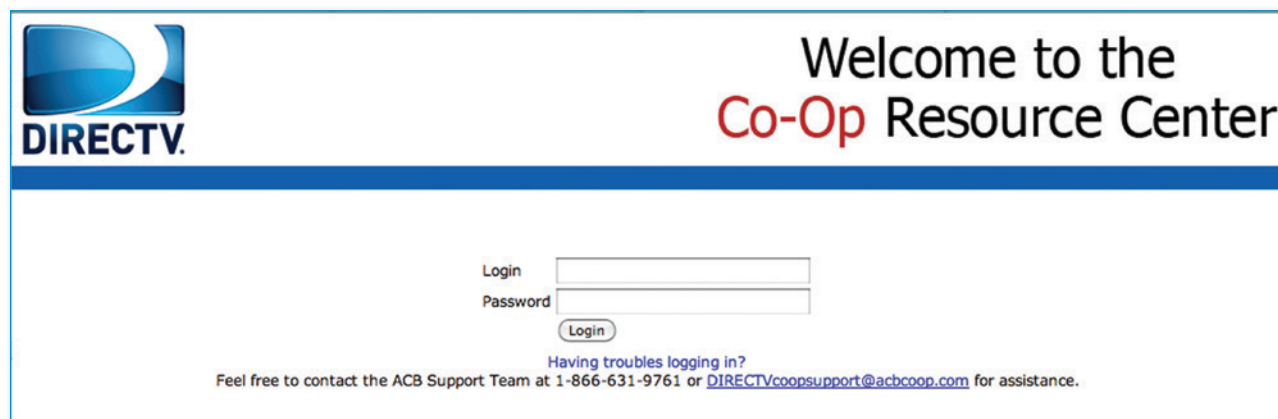 DIRECTV.
Welcome to the
Co-Op Resource Center
Login
Password
Login
Having troubles logging in?
Feel free to contact the ACB Support Team at 1-866-631-9761 or DIRECTVcoopsupport@acbcoop.com for assistance.